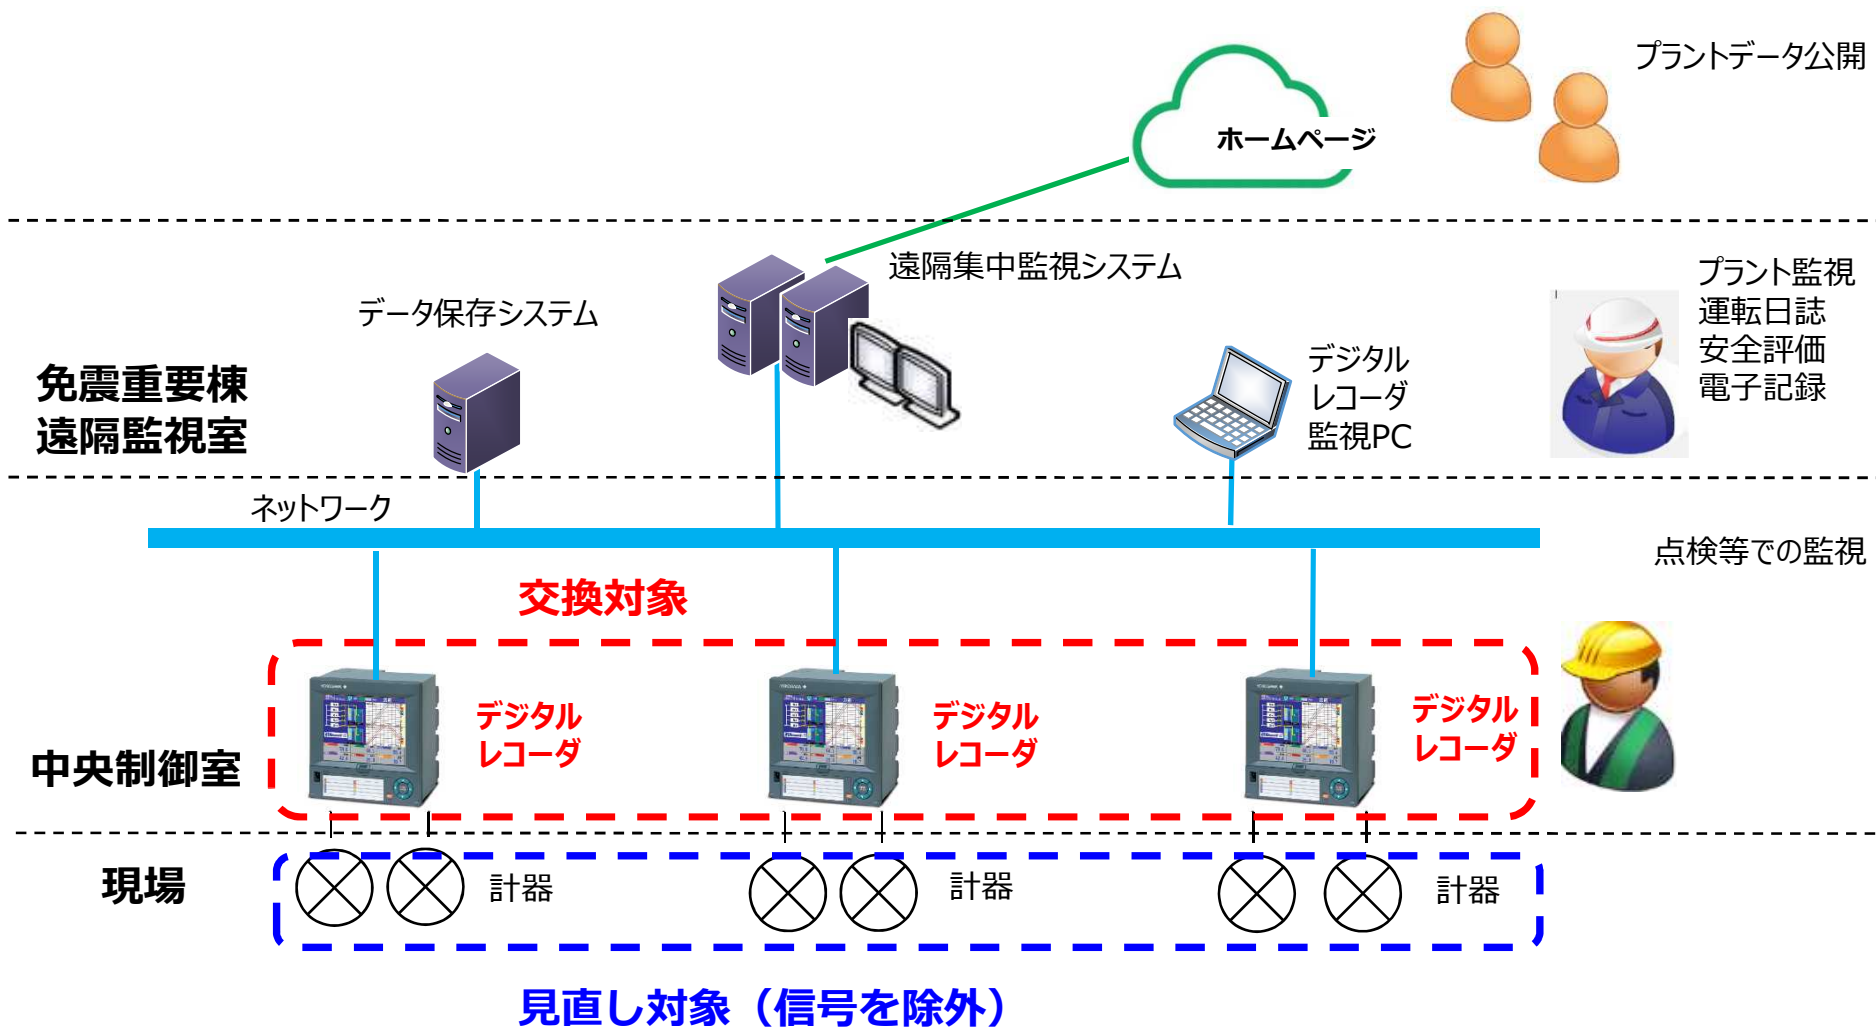 プラントデータ公開
ホームページ
遠隔集中監視システム
データ保存システム
デジタル
レコーダ
監視PC
プラント監視
運転日誌
安全評価
電子記録
免震重要棟
遠隔監視室
ネットワーク
点検等での監視
交換対象
デジタル
レコーダ
デジタル
レコーダ
デジタル
レコーダ
中央制御室
現場
計器
計器
計器
見直し対象（信号を除外）